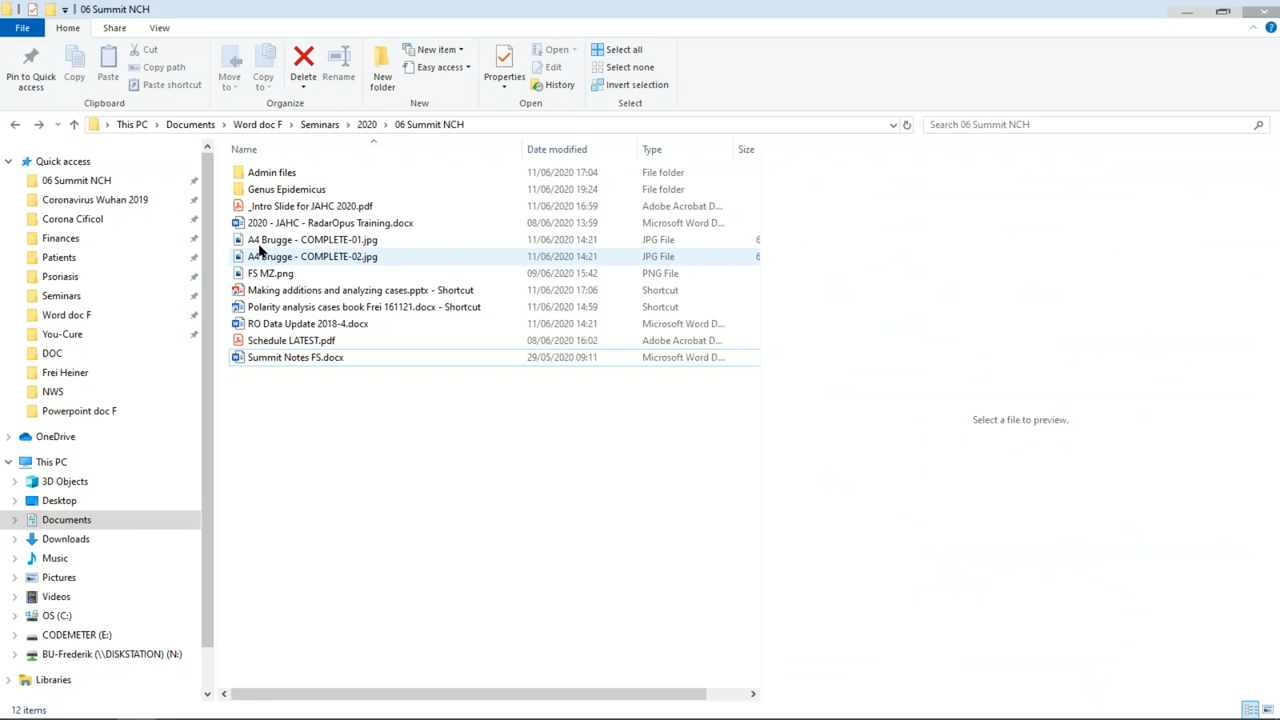 06 Summit NCH
File Home Share View
Pin to Quick access
Copy
Paste
Cut
Copy path
Paste shortcut
Clipboard
Move to
Copy to
Delete
Rename
Organize
New folder
New item
Easy access
New
Properties
Open
Edit
History
Open
Select all
Select none
Invert selection
Select
This PC > Documents > Word doc F > Seminars > 2020 > 06 Summit NCH
Search 06 Summit NCH
Quick access
06 Summit NCH
Coronavirus Wuhan 2019
Corona Cificol
Finances
Patients
Psoriasis
Seminars
Word doc F
You-Cure
DOC
Frei Heiner
NWS
Powerpoint doc F
OneDrive
This PC
3D Objects
Desktop
Documents
Downloads
Music
Pictures
Videos
OS (C:)
CODEMETER (E:)
BU-Frederik (\\DISKSTATION) (N:)
Libraries
Name Date modified Type Size
Admin files 11/06/2020 17:04 File folder
Genus Epidemicus 11/06/2020 19:24 File folder
_Intro Slide for JAHC 2020.pdf 11/06/2020 16:59 Adobe Acrobat D...
2020 - JAHC - RadarOpus Training.docx 08/06/2020 13:59 Microsoft Word D...
A4 Brugge - COMPLETE-01.jpg 11/06/2020 14:21 JPG File 6
A4 Brugge - COMPLETE-02.jpg 11/06/2020 14:21 JPG File 6
FS MZ.png 09/06/2020 15:42 PNG File
Making additions and analyzing cases.pptx - Shortcut 11/06/2020 17:06 Shortcut
Polarity analysis cases book Frei 161121.docx - Shortcut 11/06/2020 14:59 Shortcut
RO Data Update 2018-4.docx 11/06/2020 14:21 Microsoft Word D...
Schedule LATEST.pdf 08/06/2020 16:02 Adobe Acrobat D...
Summit Notes FS.docx 29/05/2020 09:11 Microsoft Word D...
Select a file to preview.
12 items